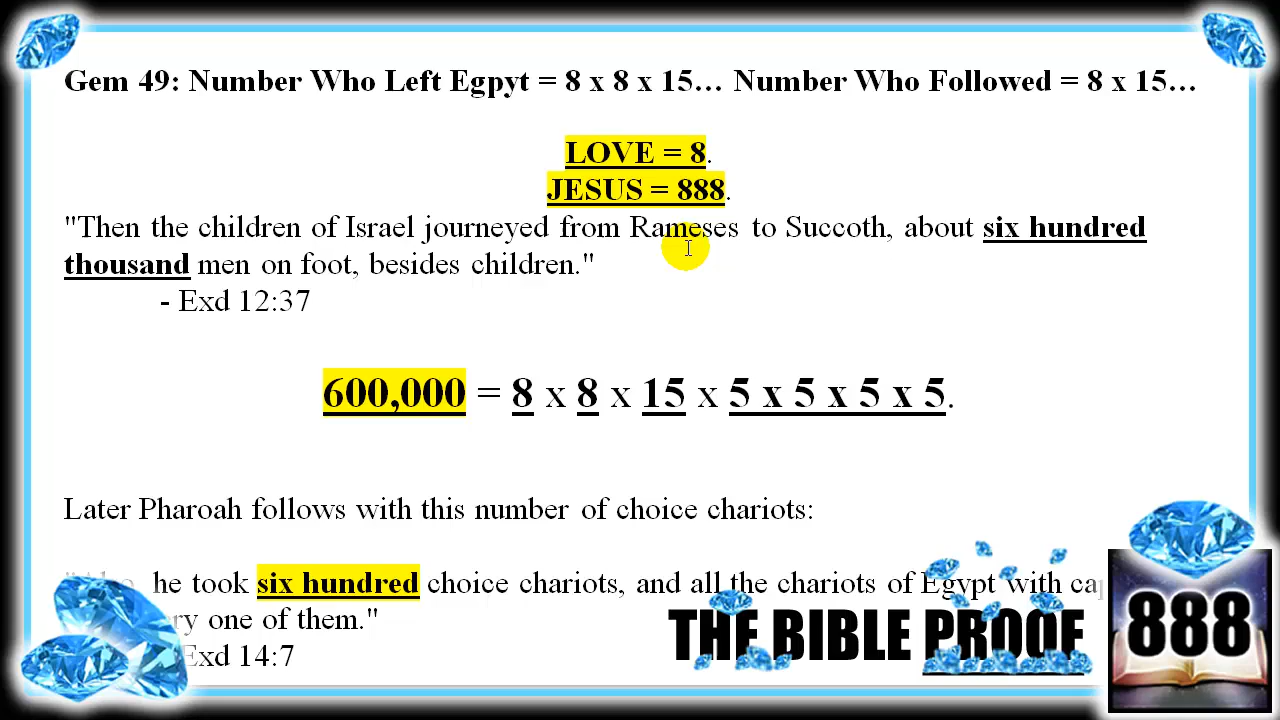 Gem 49: Number Who Left Egpyt = 8 x 8 x 15... Number Who Followed = 8 x 15...
LOVE = 8.
JESUS = 888.
"Then the children of Israel journeyed from Rameses to Succoth, about six hundred
thousand men on foot, besides children."
- Exd 12:37
600,000 = 8 x 8 x 15 x 5 x 5 x 5 x 5.
Later Pharoah follows with this number of choice chariots:
he took six hundred choice chariots, and all the chariots of Egypt with
one of them."
Exd 14:7
THE BIBLE PROOF
888